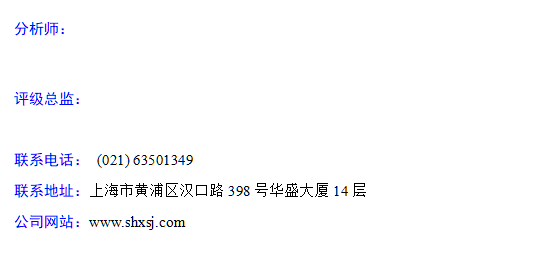 分析师：
评级总监：
联系电话： (021) 63501349
联系地址：上海市黄浦区汉口路 398 号华盛大厦 14 层
公司网站：www.shxsj.com